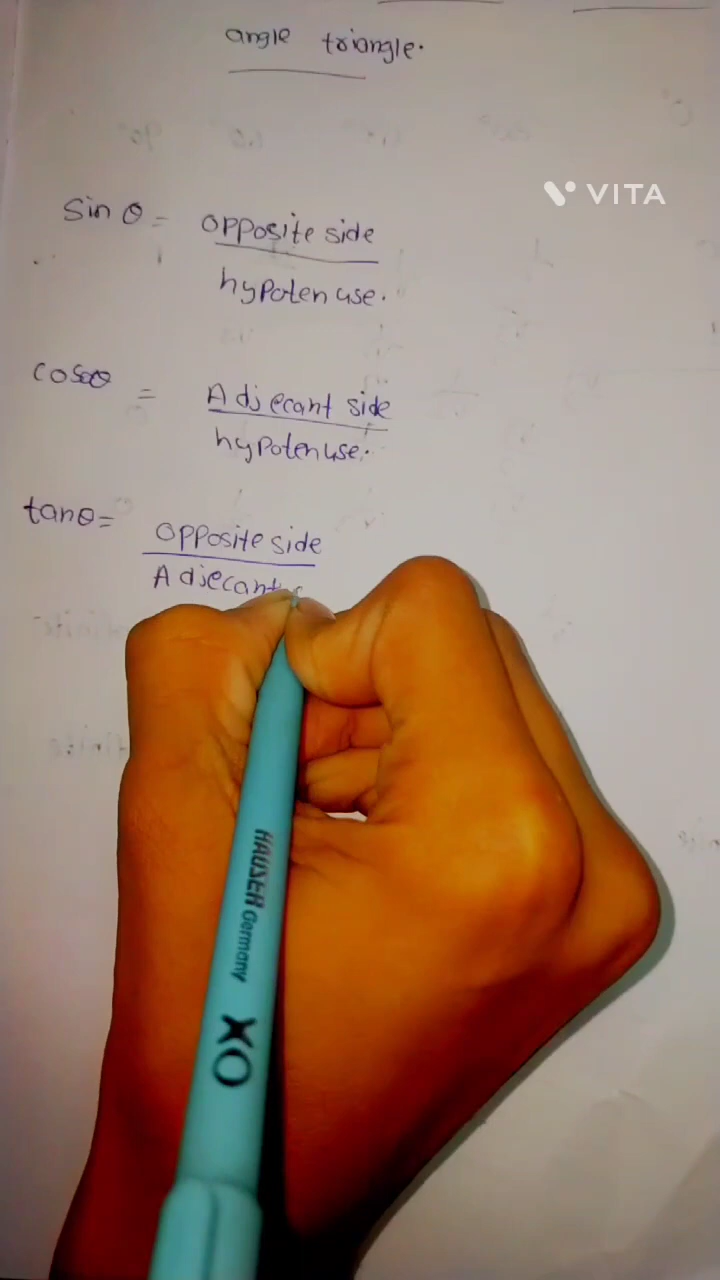 angle triangle.
VITA
sin θ = opposite side
hypotenuse.
cosθ = Adjecant side
hypotenuse.
tanθ = opposite side
Adjecant
HAUSER Germany XO